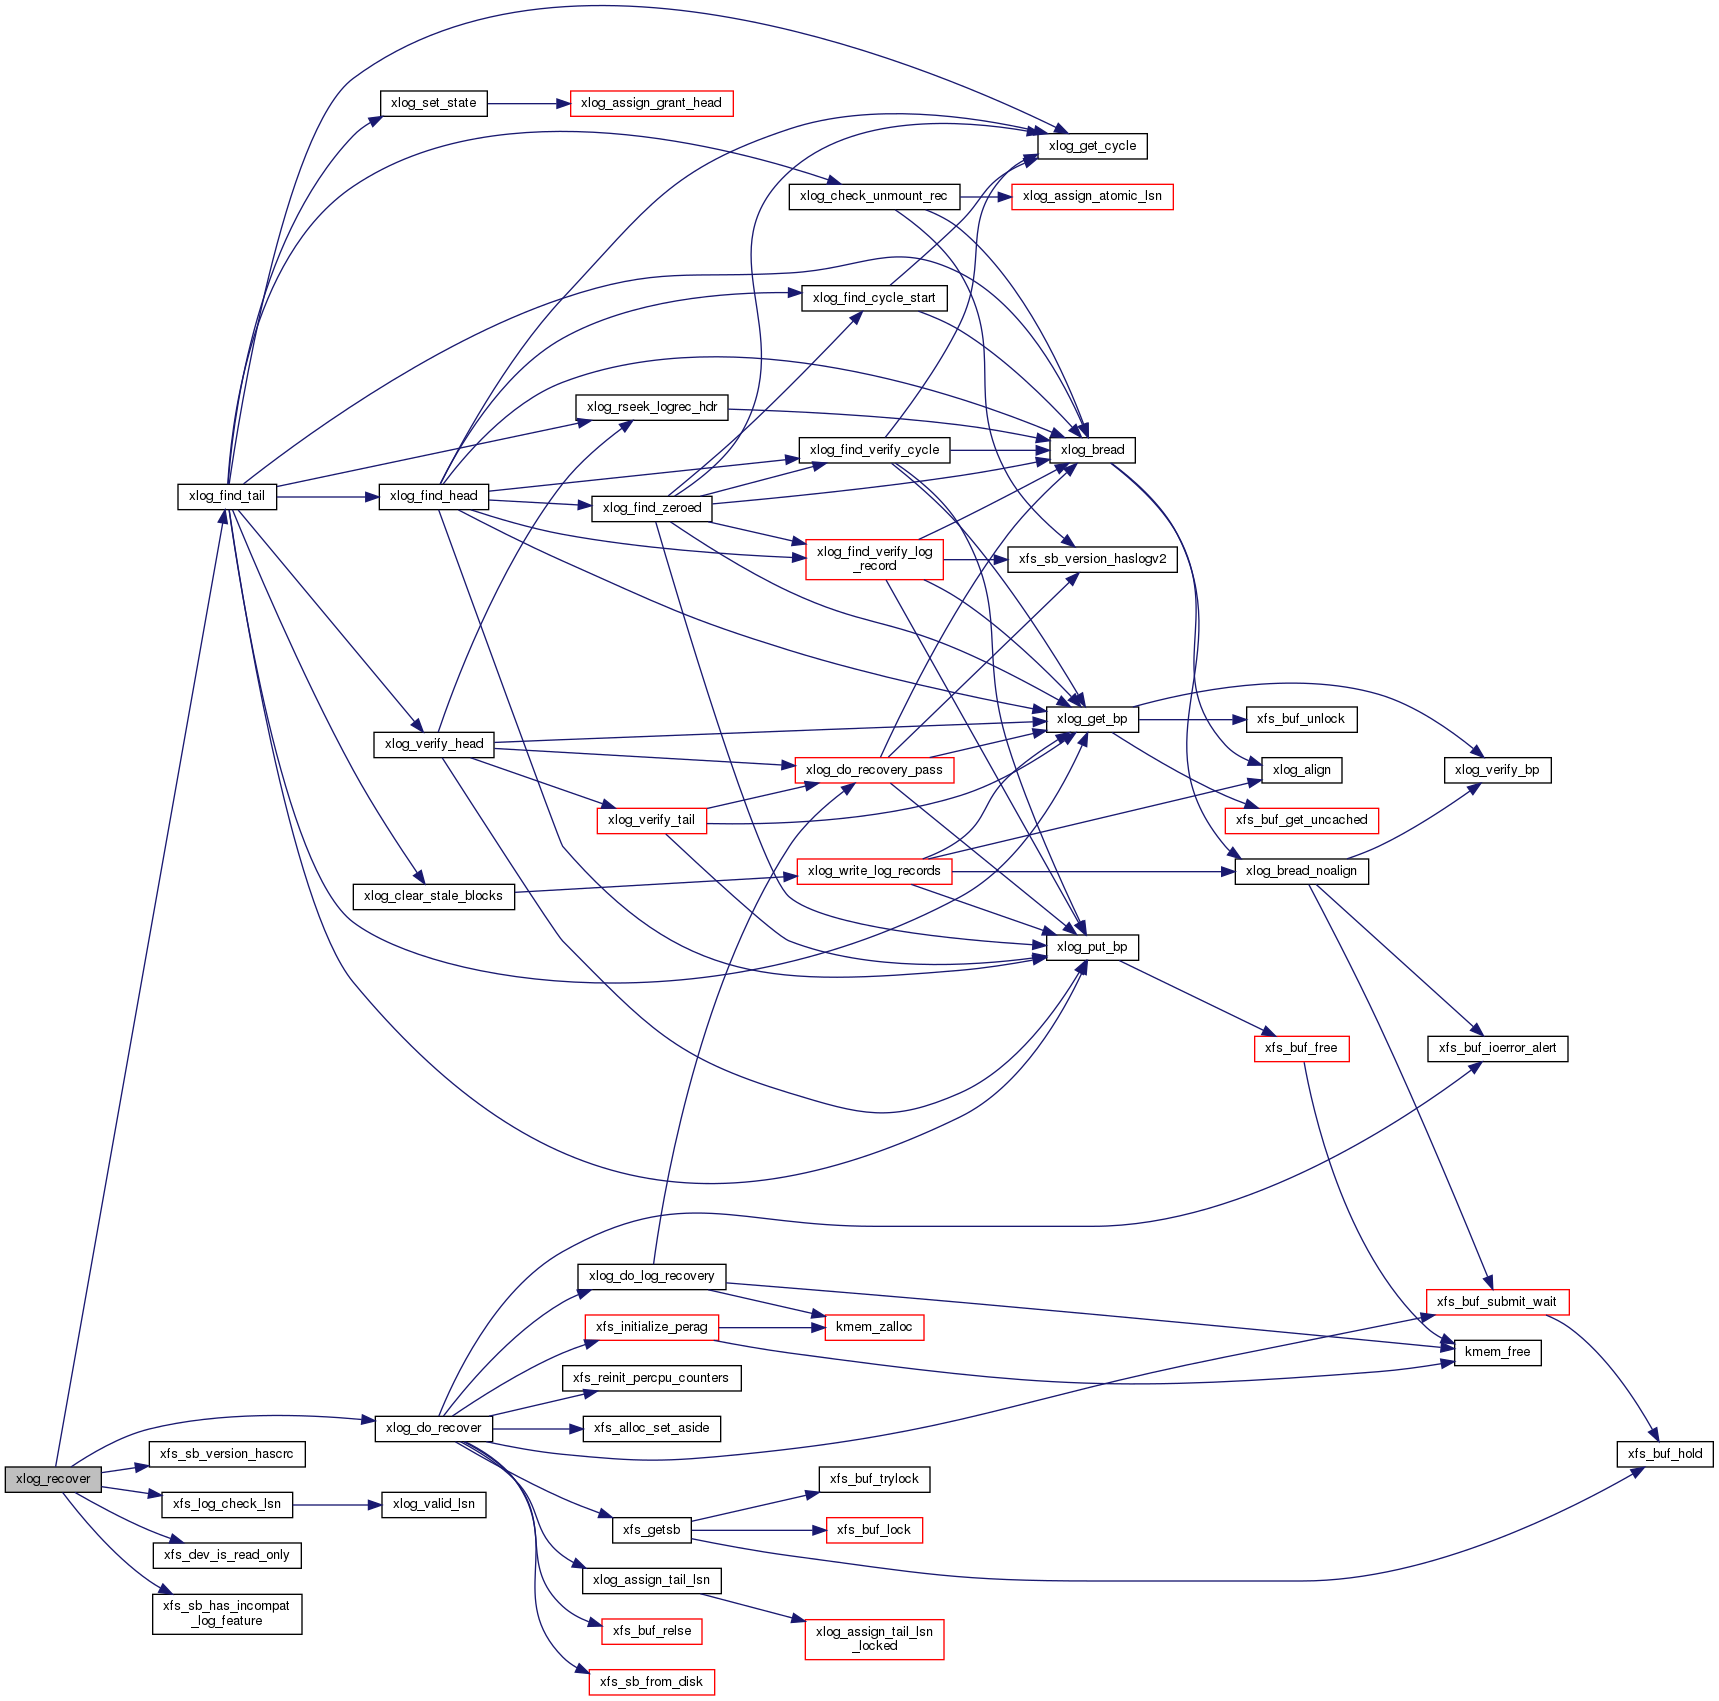 xlog_set_state
xlog_assign_grant_head
xlog_get_cycle
xlog_check_unmount_rec
xlog_assign_atomic_lsn
xlog_find_cycle_start
xlog_rseek_logrec_hdr
xlog_find_verify_cycle
xlog_bread
xlog_find_tail
xlog_find_head
xlog_find_zeroed
xlog_find_verify_log
_record
xfs_sb_version_haslogv2
xlog_get_bp
xfs_buf_unlock
xlog_verify_head
xlog_do_recovery_pass
xlog_align
xlog_verify_bp
xlog_verify_tail
xfs_buf_get_uncached
xlog_write_log_records
xlog_bread_noalign
xlog_clear_stale_blocks
xlog_put_bp
xfs_buf_free
xfs_buf_ioerror_alert
xlog_do_log_recovery
xfs_buf_submit_wait
xfs_initialize_perag
kmem_zalloc
kmem_free
xfs_reinit_percpu_counters
xlog_do_recover
xfs_alloc_set_aside
xfs_sb_version_hascrc
xfs_buf_hold
xlog_recover
xfs_buf_trylock
xfs_log_check_lsn
xlog_valid_lsn
xfs_getsb
xfs_buf_lock
xfs_dev_is_read_only
xlog_assign_tail_lsn
xfs_sb_has_incompat
_log_feature
xfs_buf_relse
xlog_assign_tail_lsn
_locked
xfs_sb_from_disk